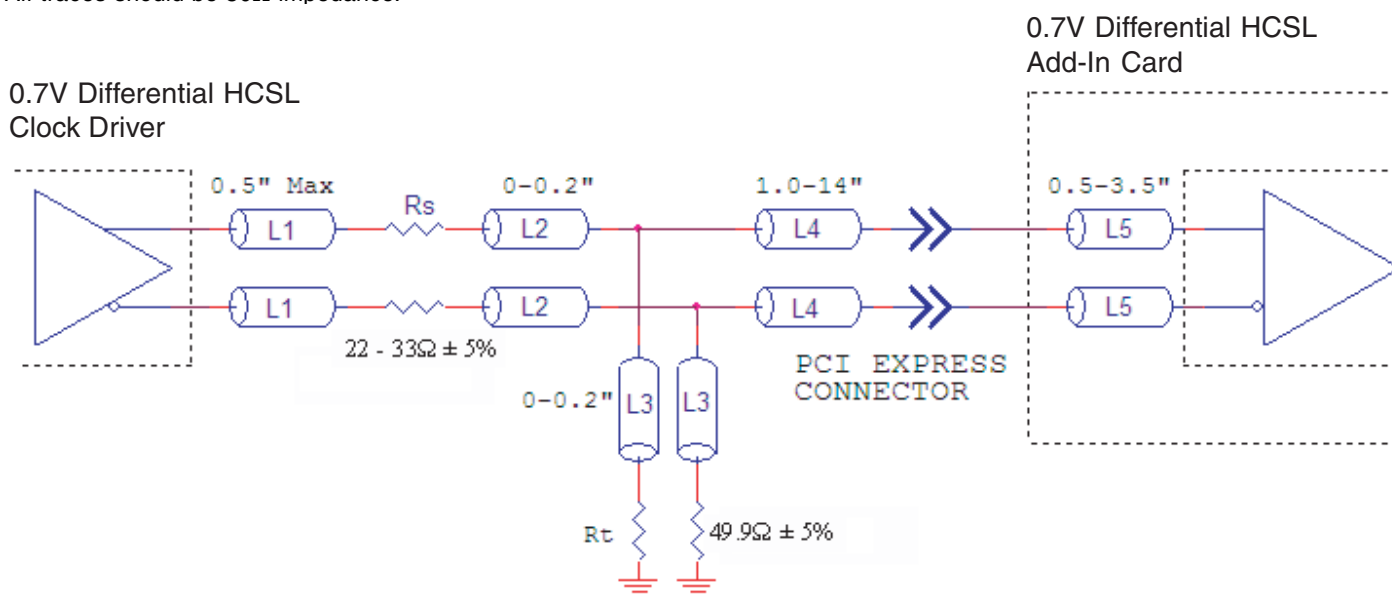 0.7V Differential HCSL
Add-In Card
0.7V Differential HCSL
Clock Driver
0.5" Max
Rs
0-0.2"
1.0-14"
0.5-3.5"
L1
L2
L4
L5
L1
L2
L4
L5
22 - 33Ω ± 5%
PCI EXPRESS
CONNECTOR
0-0.2"
L3
L3
Rt
49.9Ω ± 5%